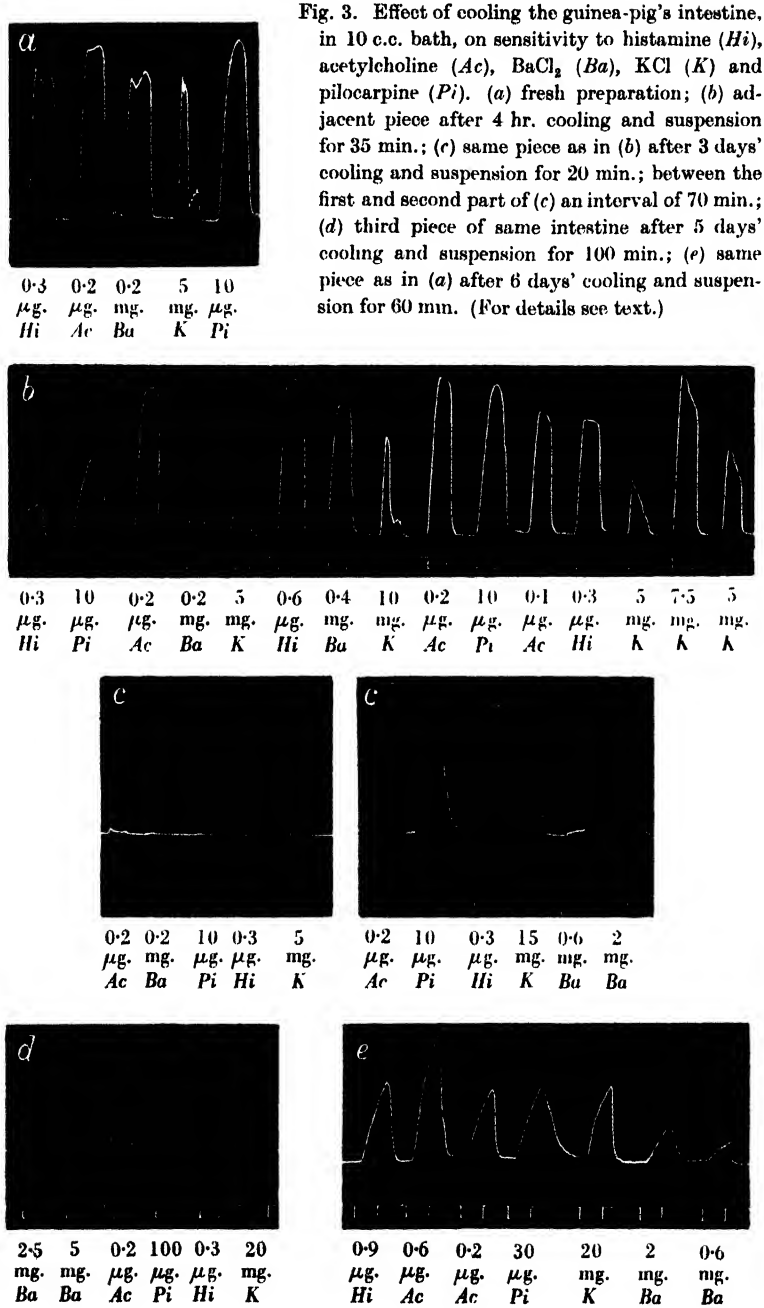 Fig. 3. Effect of cooling the guinea-pig's intestine,
in 10 c.c. bath, on sensitivity to histamine (Hi),
acetylcholine (Ac), BaCl₂ (Ba), KCl (K) and
pilocarpine (Pi). (a) fresh preparation; (b) ad-
jacent piece after 4 hr. cooling and suspension
for 35 min.; (c) same piece as in (b) after 3 days'
cooling and suspension for 20 min.; between the
first and second part of (c) an interval of 70 min.;
(d) third piece of same intestine after 5 days'
cooling and suspension for 100 min.; (e) same
piece as in (a) after 6 days' cooling and suspen-
sion for 60 min. (For details see text.)
a
0·3 0·2 0·2 5 10
μg. μg. mg. mg. μg.
Hi Ac Ba K Pi
b
0·3 10 0·2 0·2 5 0·6 0·4 10 0·2 10 0·1 0·3 5 7·5 5
μg. μg. μg. mg. mg. μg. mg. mg. μg. μg. μg. μg. mg. mg. mg.
Hi Pi Ac Ba K Hi Ba K Ac Pi Ac Hi K K K
c c
0·2 0·2 10 0·3 5 0·2 10 0·3 15 0·6 2
μg. mg. μg. μg. mg. μg. μg. μg. mg. mg. mg.
Ac Ba Pi Hi K Ac Pi Hi K Ba Ba
d e
2·5 5 0·2 100 0·3 20 0·9 0·6 0·2 30 20 2 0·6
mg. mg. μg. μg. μg. mg. μg. μg. μg. μg. mg. mg. mg.
Ba Ba Ac Pi Hi K Hi Ac Ac Pi K Ba Ba